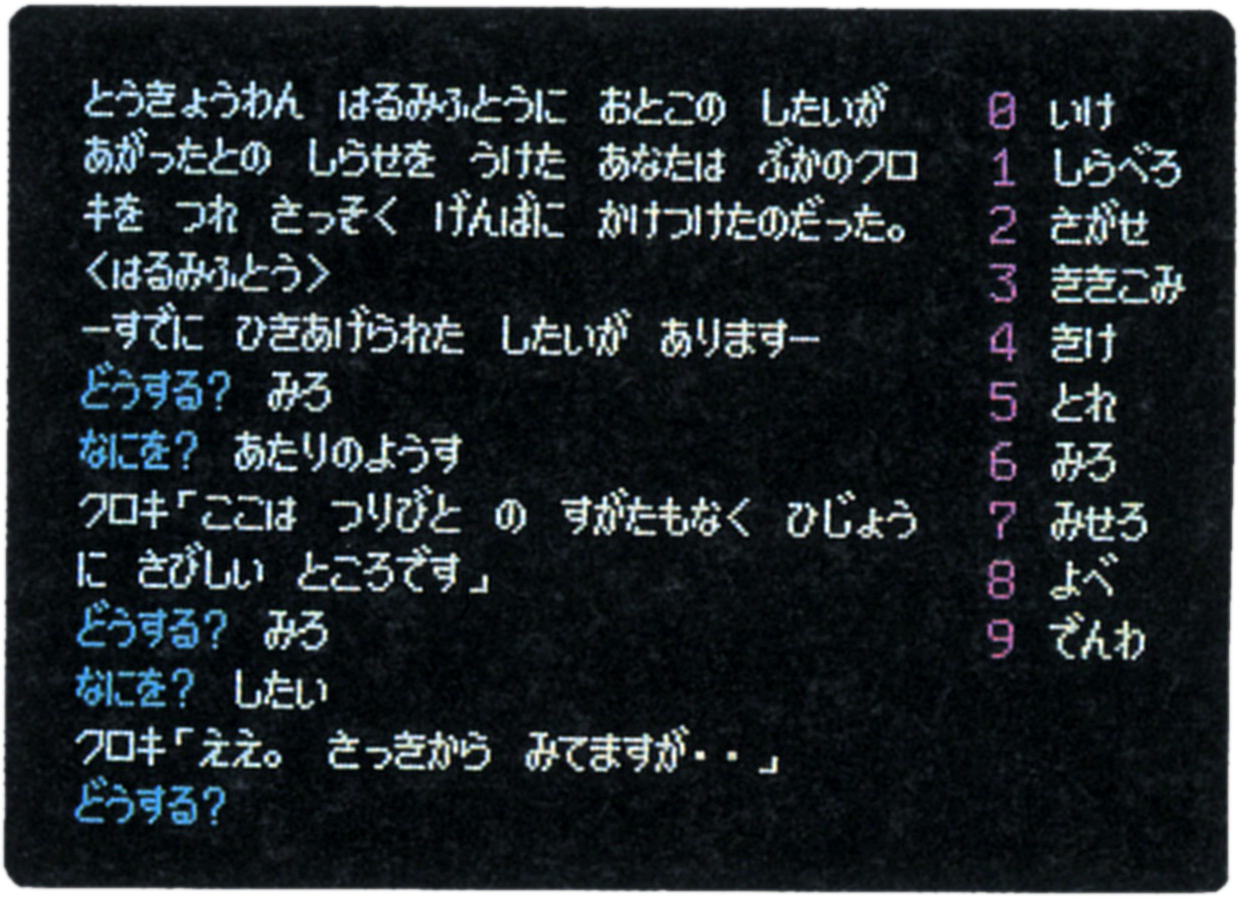 とうきょうわん　はるみふとうに　おとこの　したいが
あがったとの　しらせを　うけた　あなたは　ぶかのクロ
キを　つれ　さっそく　げんばに　かけつけたのだった。
〈はるみふとう〉
ーすでに　ひきあげられた　したいが　ありますー
どうする？　みろ
なにを？　あたりのようす
クロキ「ここは　つりびと　の　すがたもなく　ひじょう
に　さびしい　ところです」
どうする？　みろ
なにを？　したい
クロキ「ええ。　さっきから　みてますが・・」
どうする？
0　いけ
1　しらべろ
2　さがせ
3　ききこみ
4　きけ
5　とれ
6　みろ
7　みせろ
8　よべ
9　でんわ